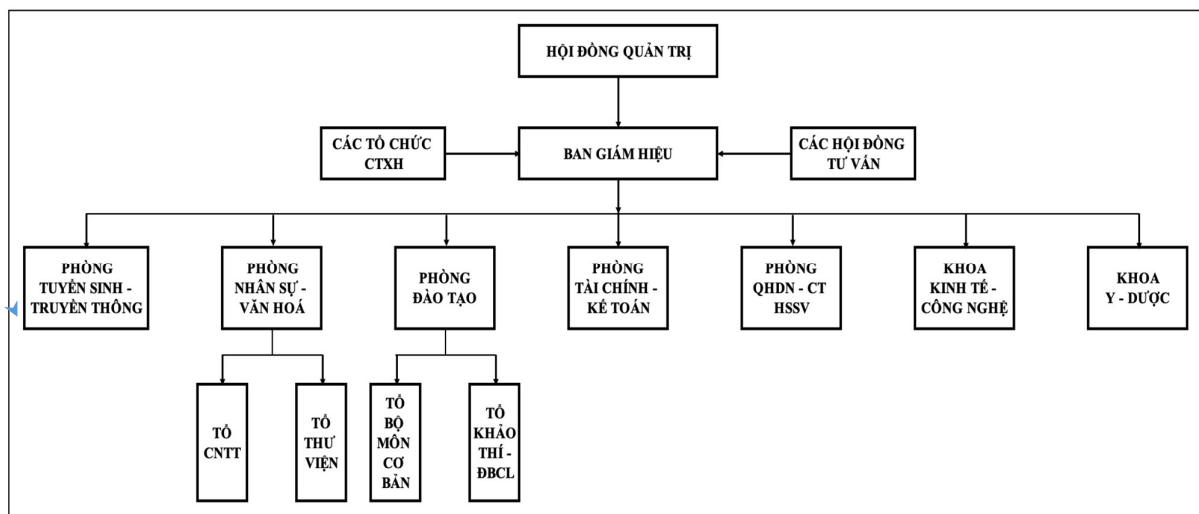 HỘI ĐỒNG QUẢN TRỊ
CÁC TỔ CHỨC
CTXH
BAN GIÁM HIỆU
CÁC HỘI ĐỒNG
TƯ VẤN
PHÒNG
TUYỂN SINH -
TRUYỀN THÔNG
PHÒNG
NHÂN SỰ -
VĂN HOÁ
PHÒNG
ĐÀO TẠO
PHÒNG
TÀI CHÍNH -
KẾ TOÁN
PHÒNG
QHDN - CT
HSSV
KHOA
KINH TẾ -
CÔNG NGHỆ
KHOA
Y - DƯỢC
TỔ
CNTT
TỔ
THƯ
VIỆN
TỔ
BỘ
MÔN
CƠ
BẢN
TỔ
KHẢO
THÍ -
ĐBCL